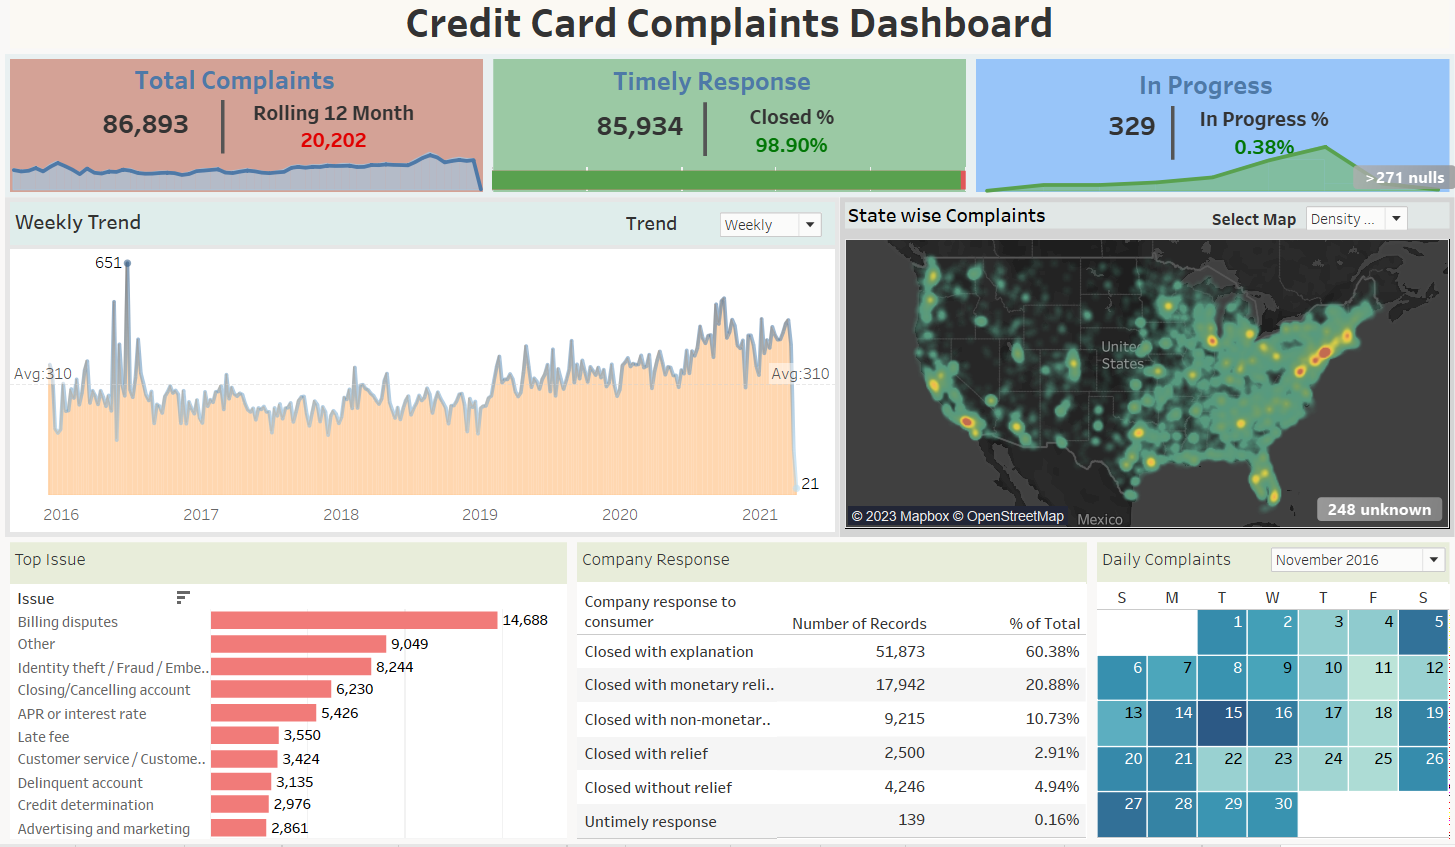 Credit Card Complaints Dashboard
Total Complaints
86,893
Rolling 12 Month
20,202
Timely Response
85,934
Closed %
98.90%
In Progress
329
In Progress %
0.38%
>271 nulls
Weekly Trend
Trend
Weekly
651
Avg:310
Avg:310
21
2016 2017 2018 2019 2020 2021
State wise Complaints
Select Map
Density ...
United
States
Mexico
© 2023 Mapbox © OpenStreetMap
248 unknown
Top Issue
Issue
Billing disputes 14,688
Other 9,049
Identity theft / Fraud / Embe.. 8,244
Closing/Cancelling account 6,230
APR or interest rate 5,426
Late fee 3,550
Customer service / Custome.. 3,424
Delinquent account 3,135
Credit determination 2,976
Advertising and marketing 2,861
Company Response
Company response to
consumer Number of Records % of Total
Closed with explanation 51,873 60.38%
Closed with monetary reli.. 17,942 20.88%
Closed with non-monetar.. 9,215 10.73%
Closed with relief 2,500 2.91%
Closed without relief 4,246 4.94%
Untimely response 139 0.16%
Daily Complaints
November 2016
S M T W T F S
1 2 3 4 5
6 7 8 9 10 11 12
13 14 15 16 17 18 19
20 21 22 23 24 25 26
27 28 29 30